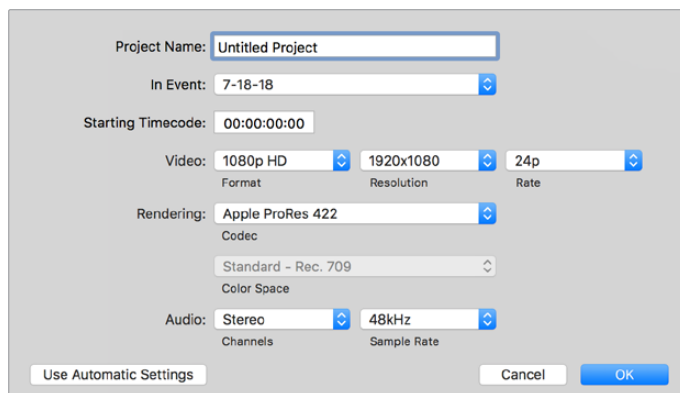 Project Name: Untitled Project
In Event: 7-18-18
Starting Timecode: 00:00:00:00
Video: 1080p HD 1920x1080 24p
Format Resolution Rate
Rendering: Apple ProRes 422
Codec
Standard - Rec. 709
Color Space
Audio: Stereo 48kHz
Channels Sample Rate
Use Automatic Settings Cancel OK